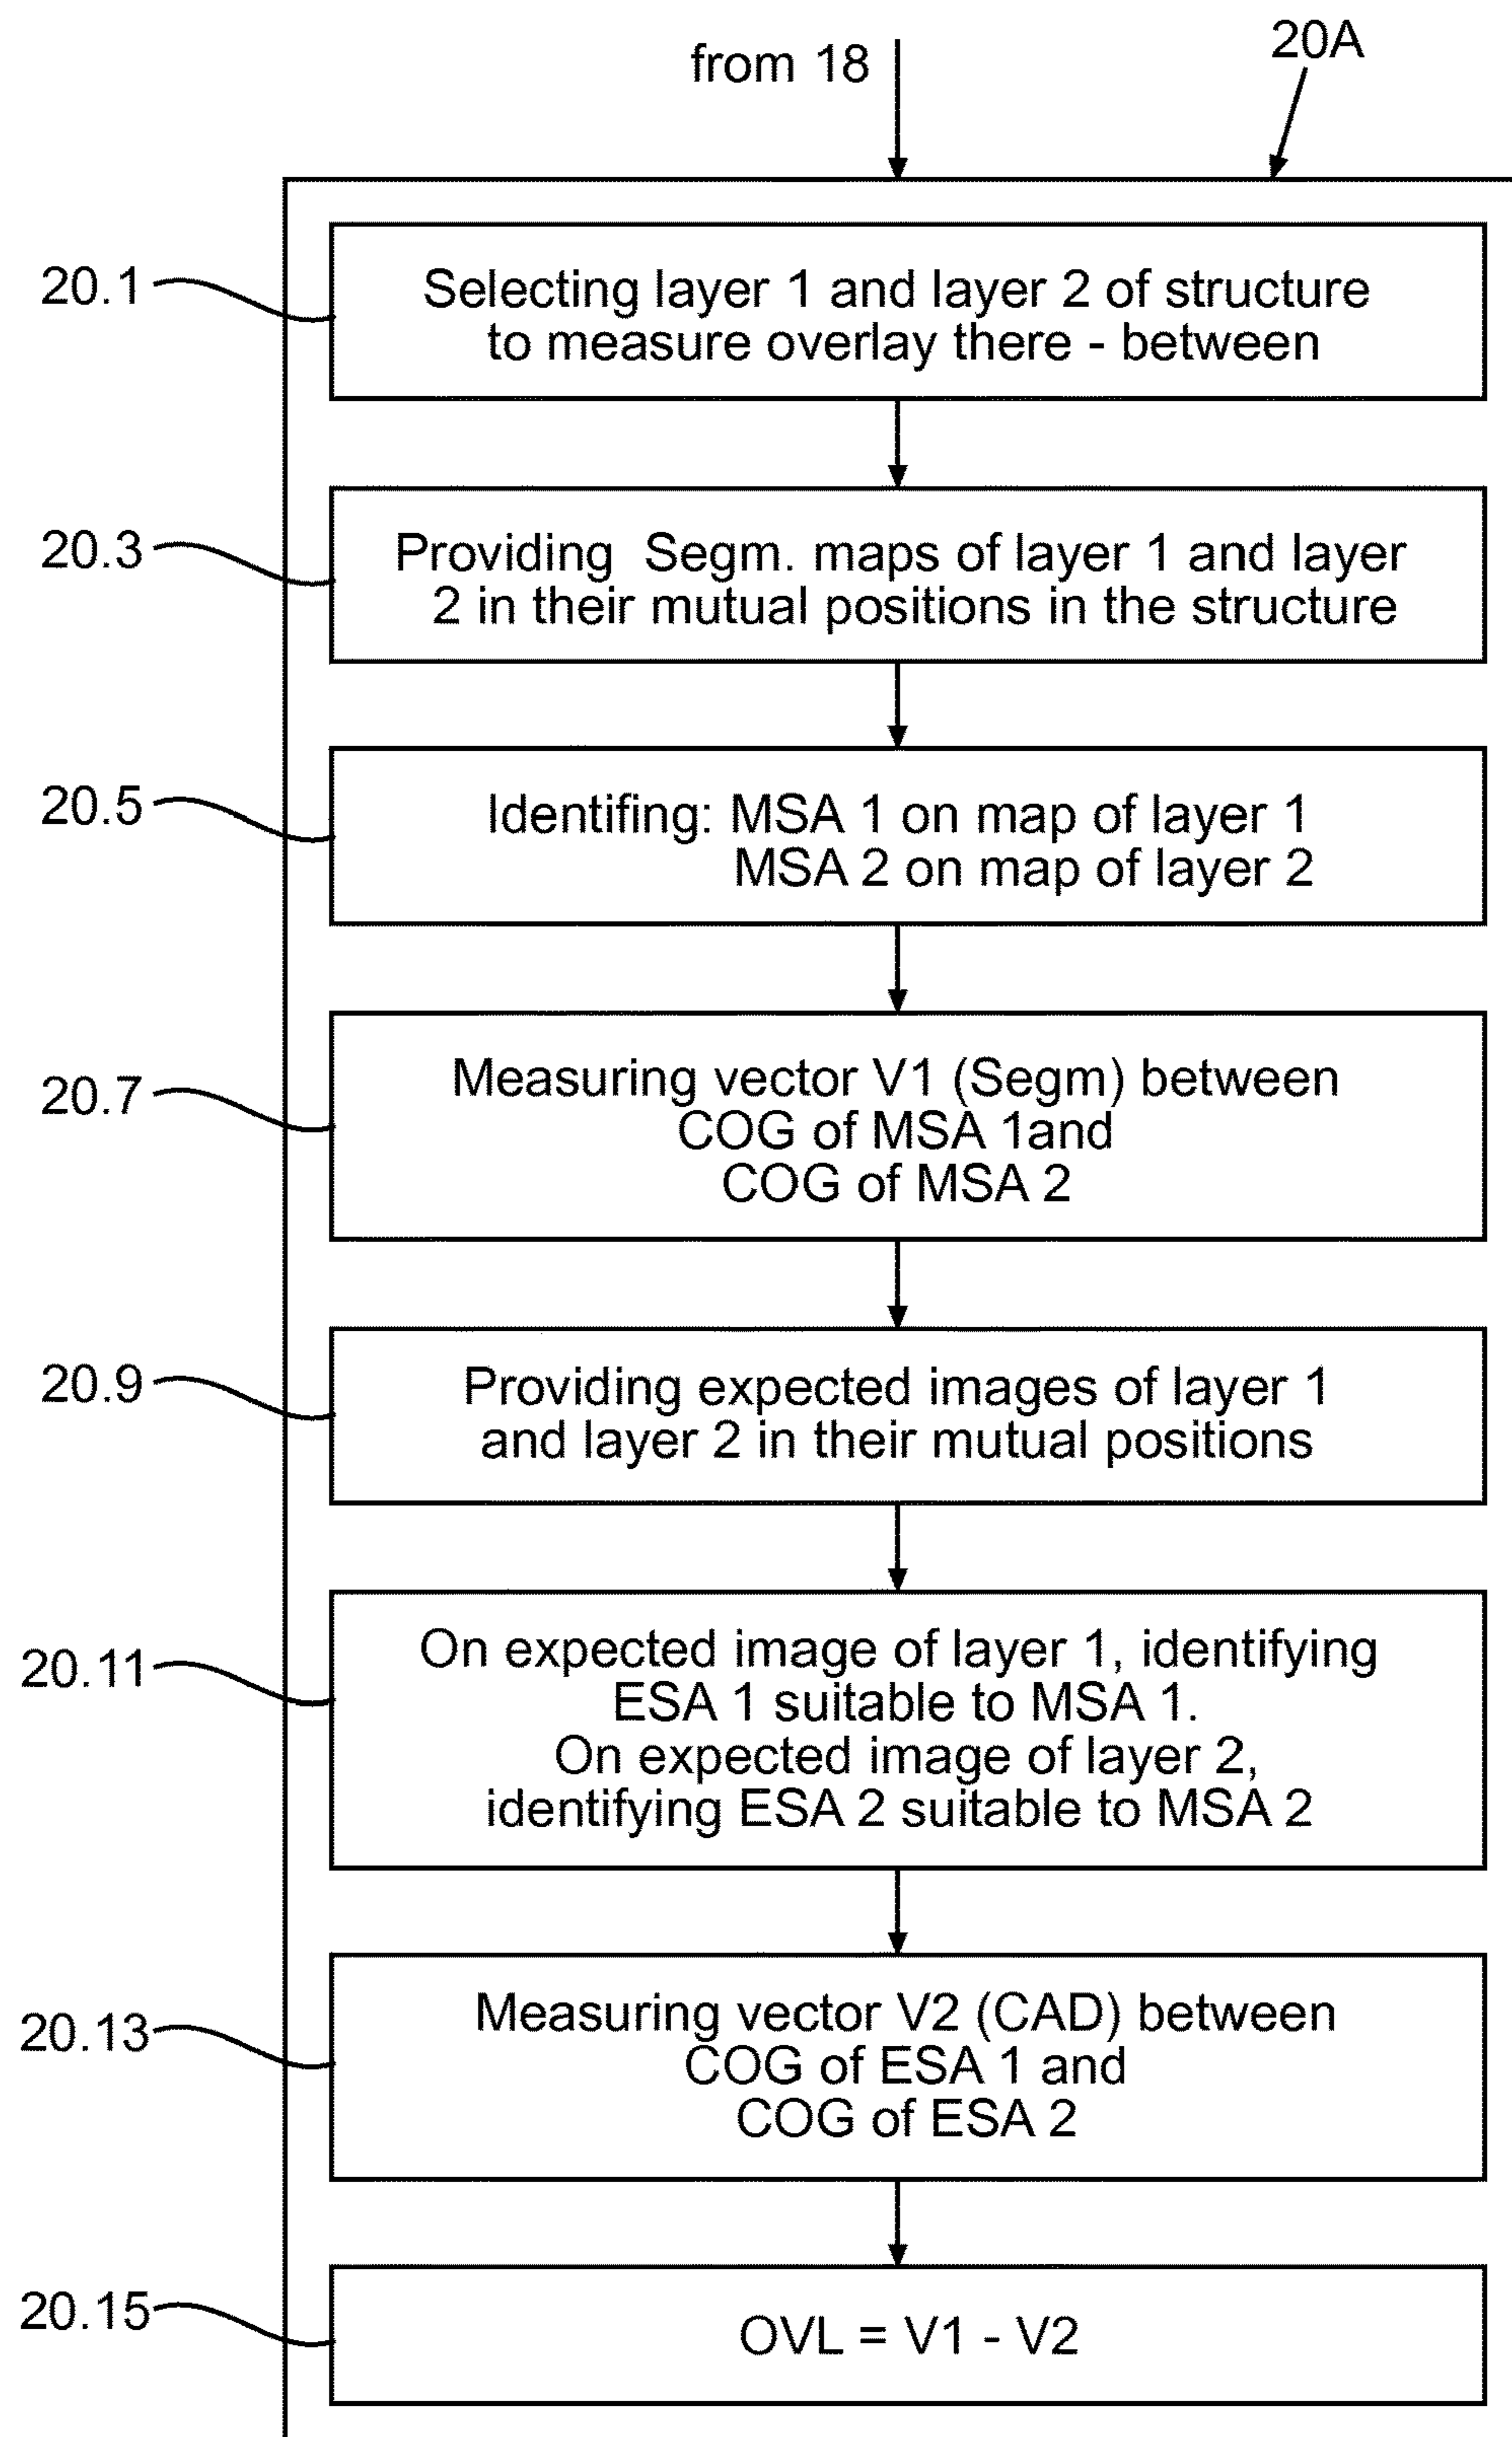 from 18
20A
20.1
Selecting layer 1 and layer 2 of structure
to measure overlay there - between
20.3
Providing Segm. maps of layer 1 and layer
2 in their mutual positions in the structure
20.5
Identifing: MSA 1 on map of layer 1
MSA 2 on map of layer 2
20.7
Measuring vector V1 (Segm) between
COG of MSA 1and
COG of MSA 2
20.9
Providing expected images of layer 1
and layer 2 in their mutual positions
20.11
On expected image of layer 1, identifying
ESA 1 suitable to MSA 1.
On expected image of layer 2,
identifying ESA 2 suitable to MSA 2
20.13
Measuring vector V2 (CAD) between
COG of ESA 1 and
COG of ESA 2
20.15
OVL = V1 - V2